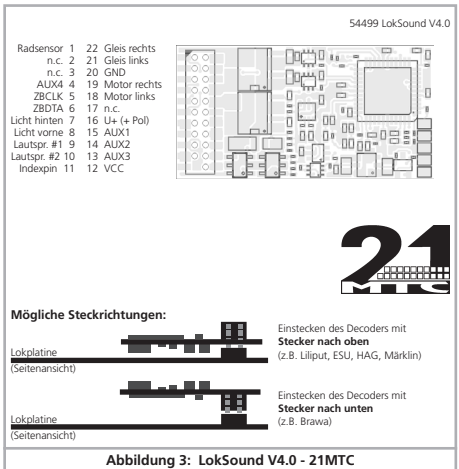 54499 LokSound V4.0
Radsensor 1 22 Gleis rechts
n.c. 2 21 Gleis links
n.c. 3 20 GND
AUX4 4 19 Motor rechts
ZBCLK 5 18 Motor links
ZBDTA 6 17 n.c.
Licht hinten 7 16 U+ (+ Pol)
Licht vorne 8 15 AUX1
Lautspr. #1 9 14 AUX2
Lautspr. #2 10 13 AUX3
Indexpin 11 12 VCC
21
MTC
Mögliche Steckrichtungen:
Einstecken des Decoders mit
Stecker nach oben
(z.B. Liliput, ESU, HAG, Märklin)
Lokplatine
(Seitenansicht)
Einstecken des Decoders mit
Stecker nach unten
(z.B. Brawa)
Lokplatine
(Seitenansicht)
Abbildung 3: LokSound V4.0 - 21MTC